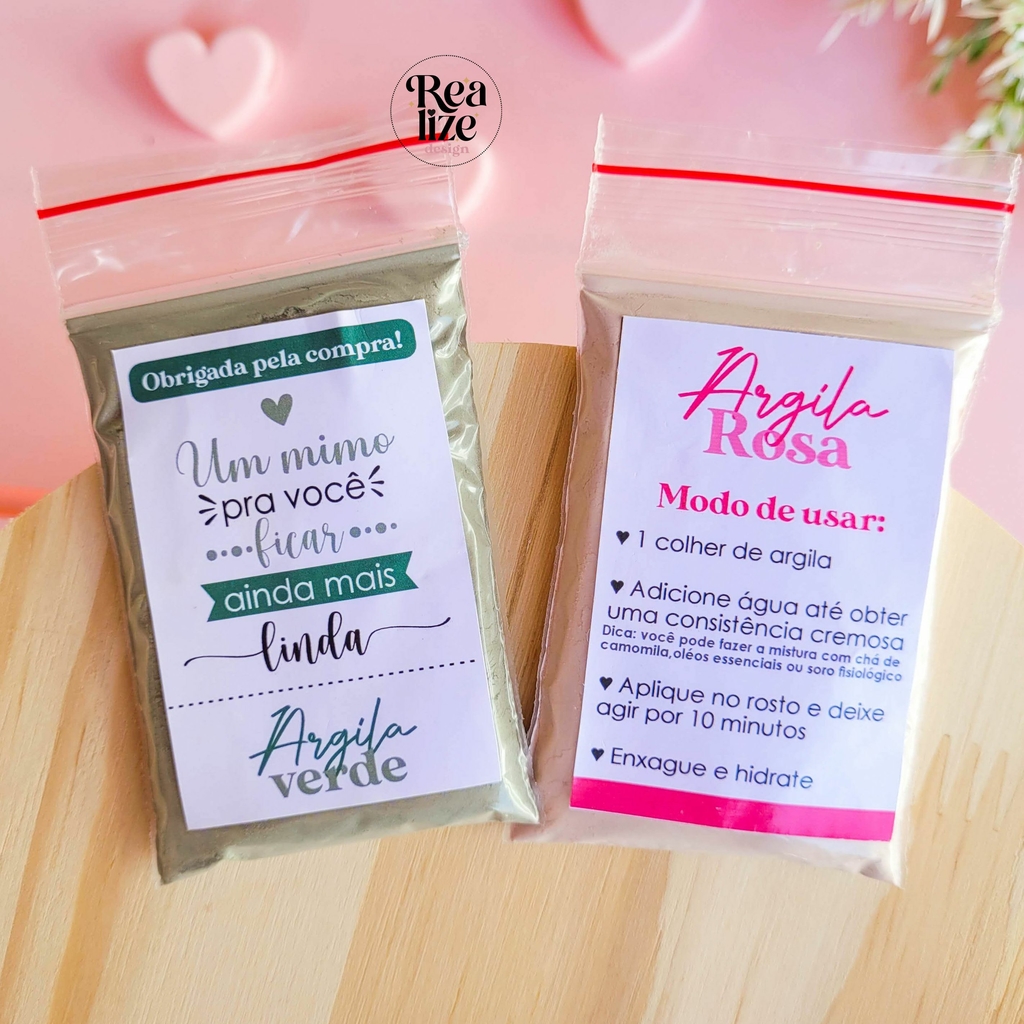 Rea
lize
design
Obrigada pela compra!
Um mimo
pra você
ficar
ainda mais
linda
Argila
verde
Argila
Rosa
Modo de usar:
1 colher de argila
Adicione água até obter
uma consistência cremosa
Dica: você pode fazer a mistura com chá de
camomila,oléos essenciais ou soro fisiológico
Aplique no rosto e deixe
agir por 10 minutos
Enxague e hidrate